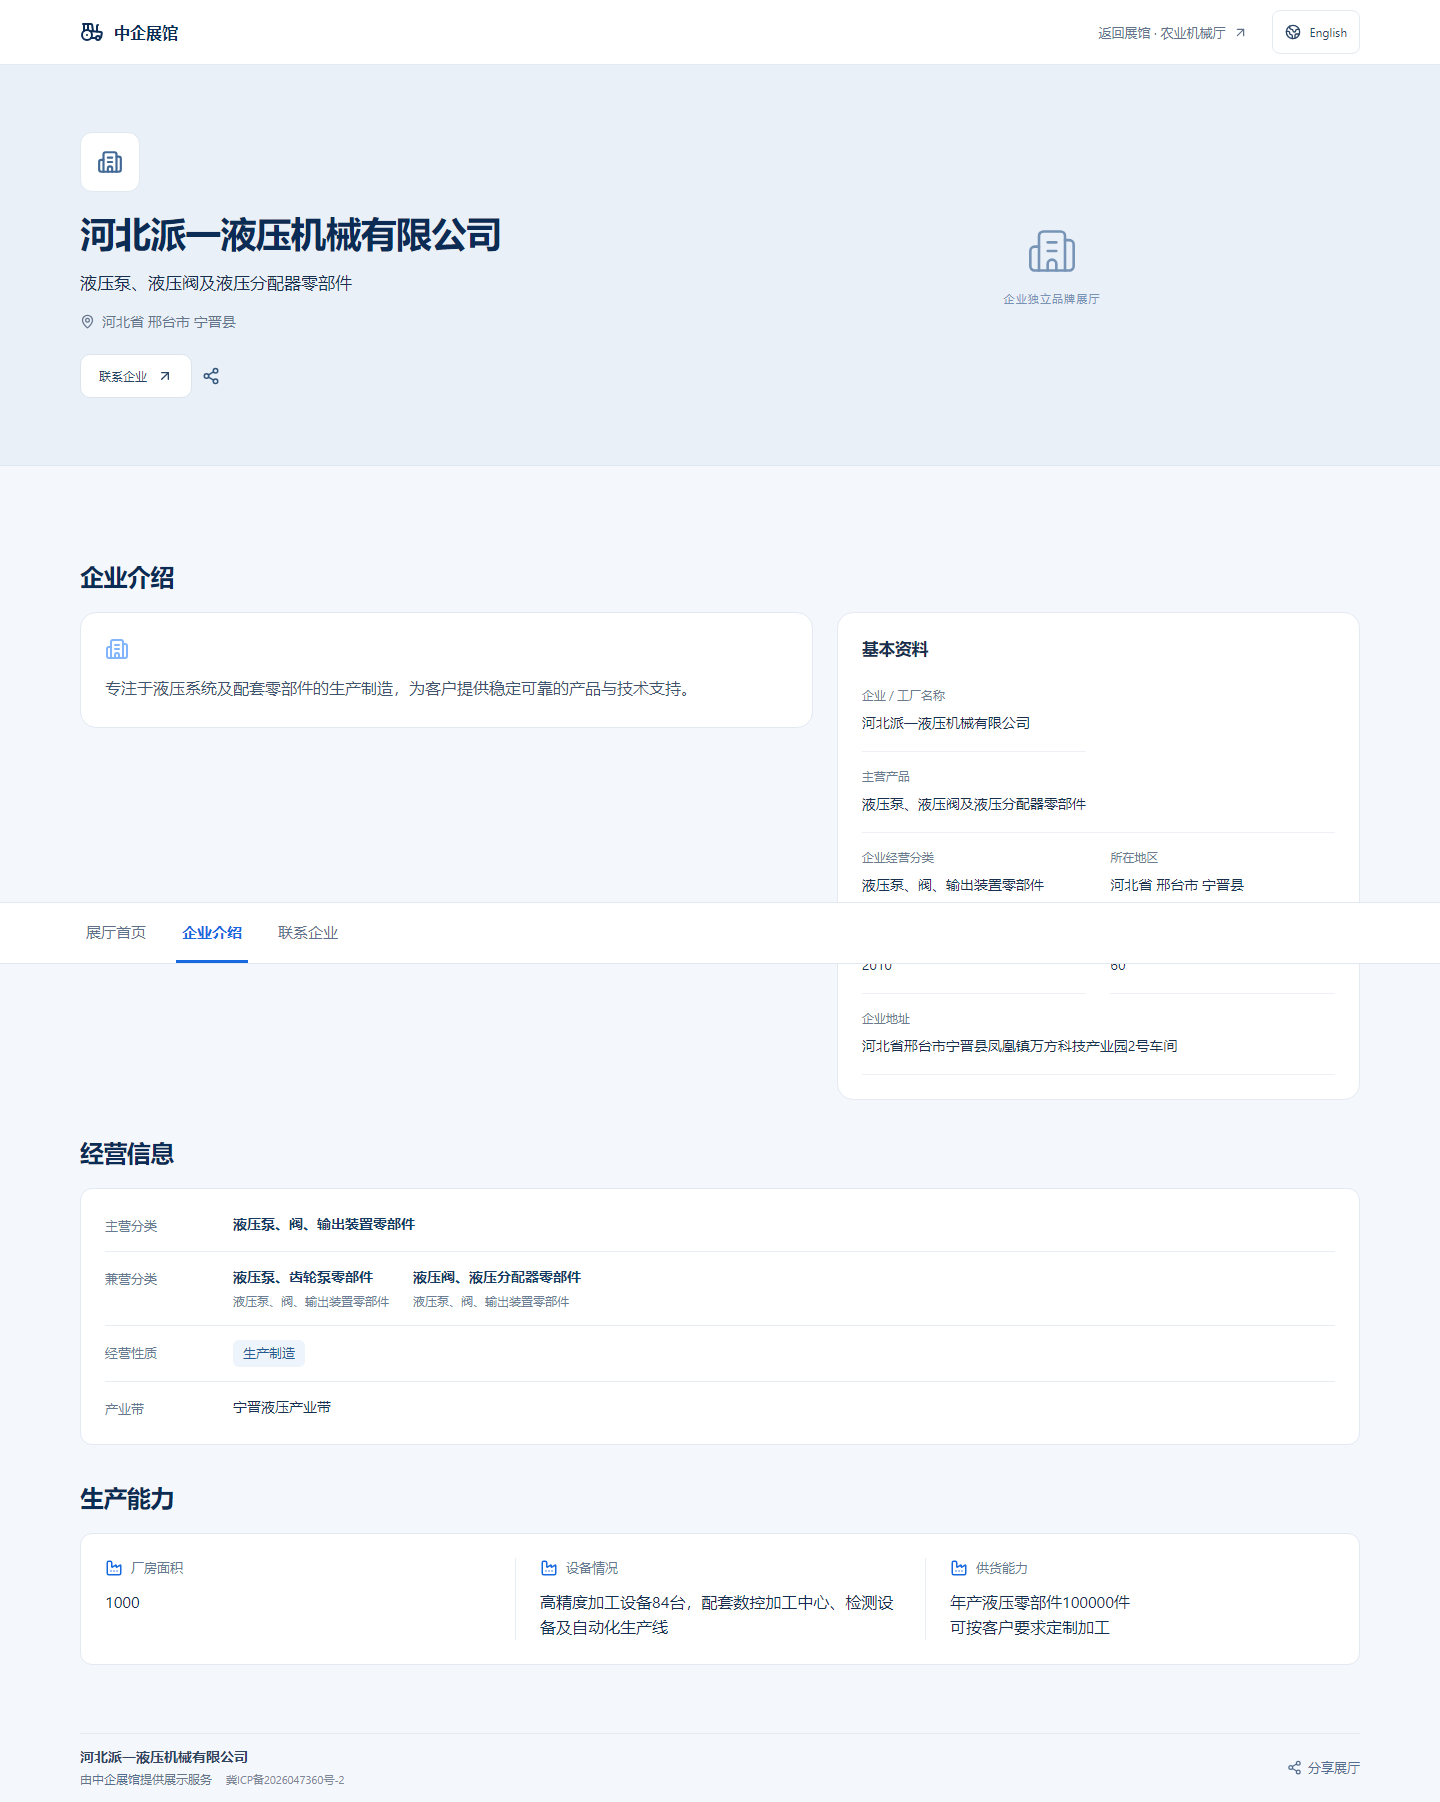 中企展馆
返回展馆 · 农业机械厅
English
河北派一液压机械有限公司
液压泵、液压阀及液压分配器零部件
河北省 邢台市 宁晋县
联系企业
企业独立品牌展厅
企业介绍
专注于液压系统及配套零部件的生产制造，为客户提供稳定可靠的产品与技术支持。
基本资料
企业 / 工厂名称
河北派一液压机械有限公司
主营产品
液压泵、液压阀及液压分配器零部件
企业经营分类
所在地区
液压泵、阀、输出装置零部件
河北省 邢台市 宁晋县
展厅首页
企业介绍
联系企业
2010
60
企业地址
河北省邢台市宁晋县凤凰镇万方科技产业园2号车间
经营信息
主营分类
液压泵、阀、输出装置零部件
兼营分类
液压泵、齿轮泵零部件
液压阀、液压分配器零部件
液压泵、阀、输出装置零部件
液压泵、阀、输出装置零部件
经营性质
生产制造
产业带
宁晋液压产业带
生产能力
厂房面积
1000
设备情况
高精度加工设备84台，配套数控加工中心、检测设
备及自动化生产线
供货能力
年产液压零部件100000件
可按客户要求定制加工
河北派一液压机械有限公司
由中企展馆提供展示服务
冀ICP备2026047360号-2
分享展厅